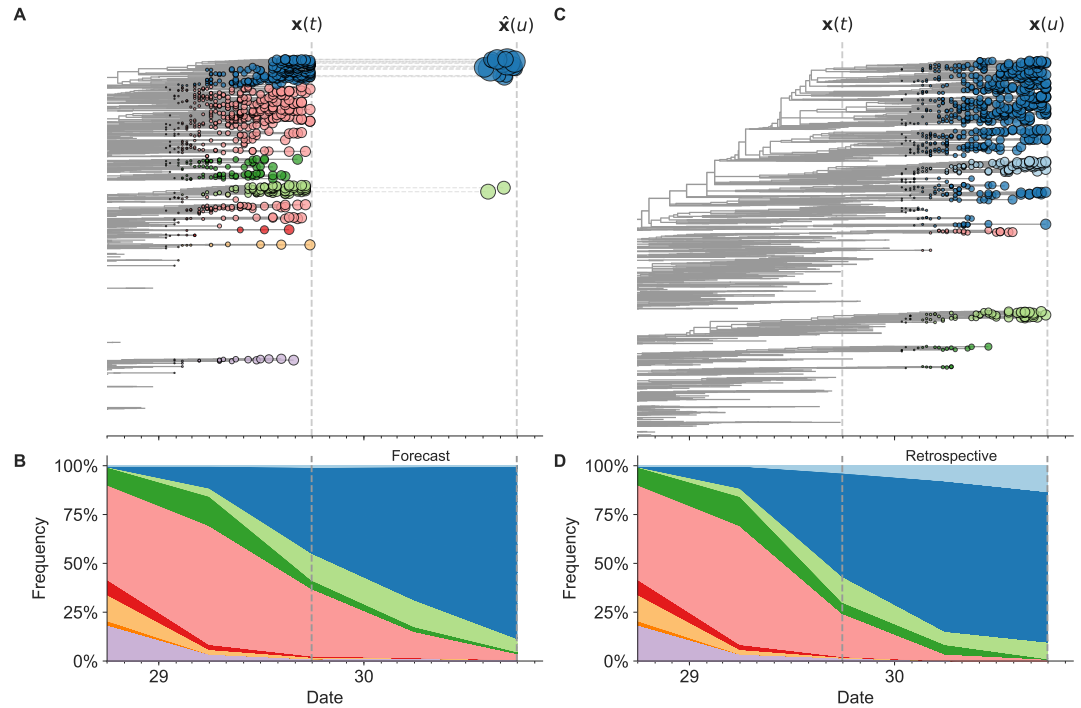 A
x(t)
x̂(u)
C
x(t)
x(u)
B
Forecast
100%
75%
50%
25%
0%
Frequency
29
30
Date
D
Retrospective
100%
75%
50%
25%
0%
Frequency
29
30
Date